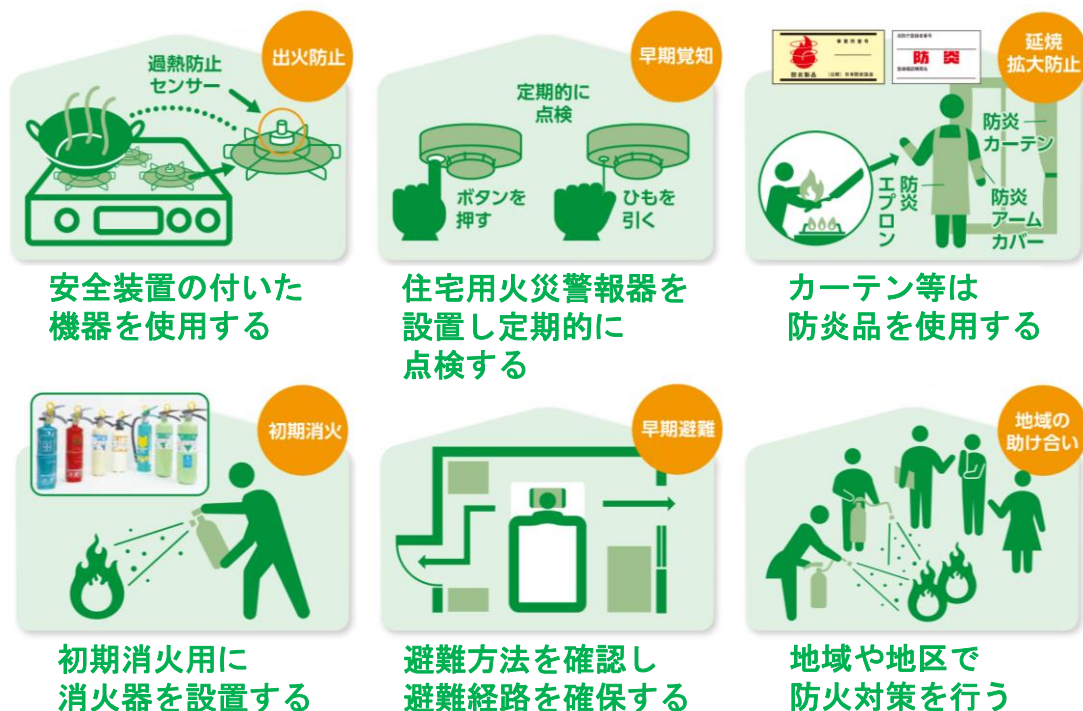 出火防止
過熱防止
センサー
安全装置の付いた
機器を使用する
早期覚知
定期的に
点検
ボタンを
押す
ひもを
引く
住宅用火災警報器を
設置し定期的に
点検する
延焼
拡大防止
防炎製品
防炎
防炎
カーテン
防炎
エプロン
防炎
アーム
カバー
カーテン等は
防炎品を使用する
初期消火
初期消火用に
消火器を設置する
早期避難
避難方法を確認し
避難経路を確保する
地域の
助け合い
地域や地区で
防火対策を行う